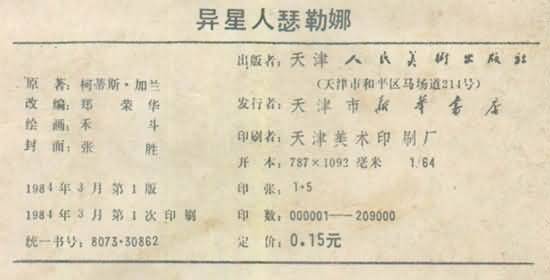 异星人瑟勒娜
原 著：柯蒂斯·加兰
改 编：郑 荣 华
绘 画：禾 斗
封 面：张 胜
1984年3月第1版
1984年3月第1次印刷
统一书号：8073·30862
出版者：天津人民美术出版社
(天津市和平区马场道214号)
发行者：天津市新华书店
印刷者：天津美术印刷厂
开 本：787×1092 毫米 1/64
印 张：1·5
印 数：000001——209000
定 价：0.15元